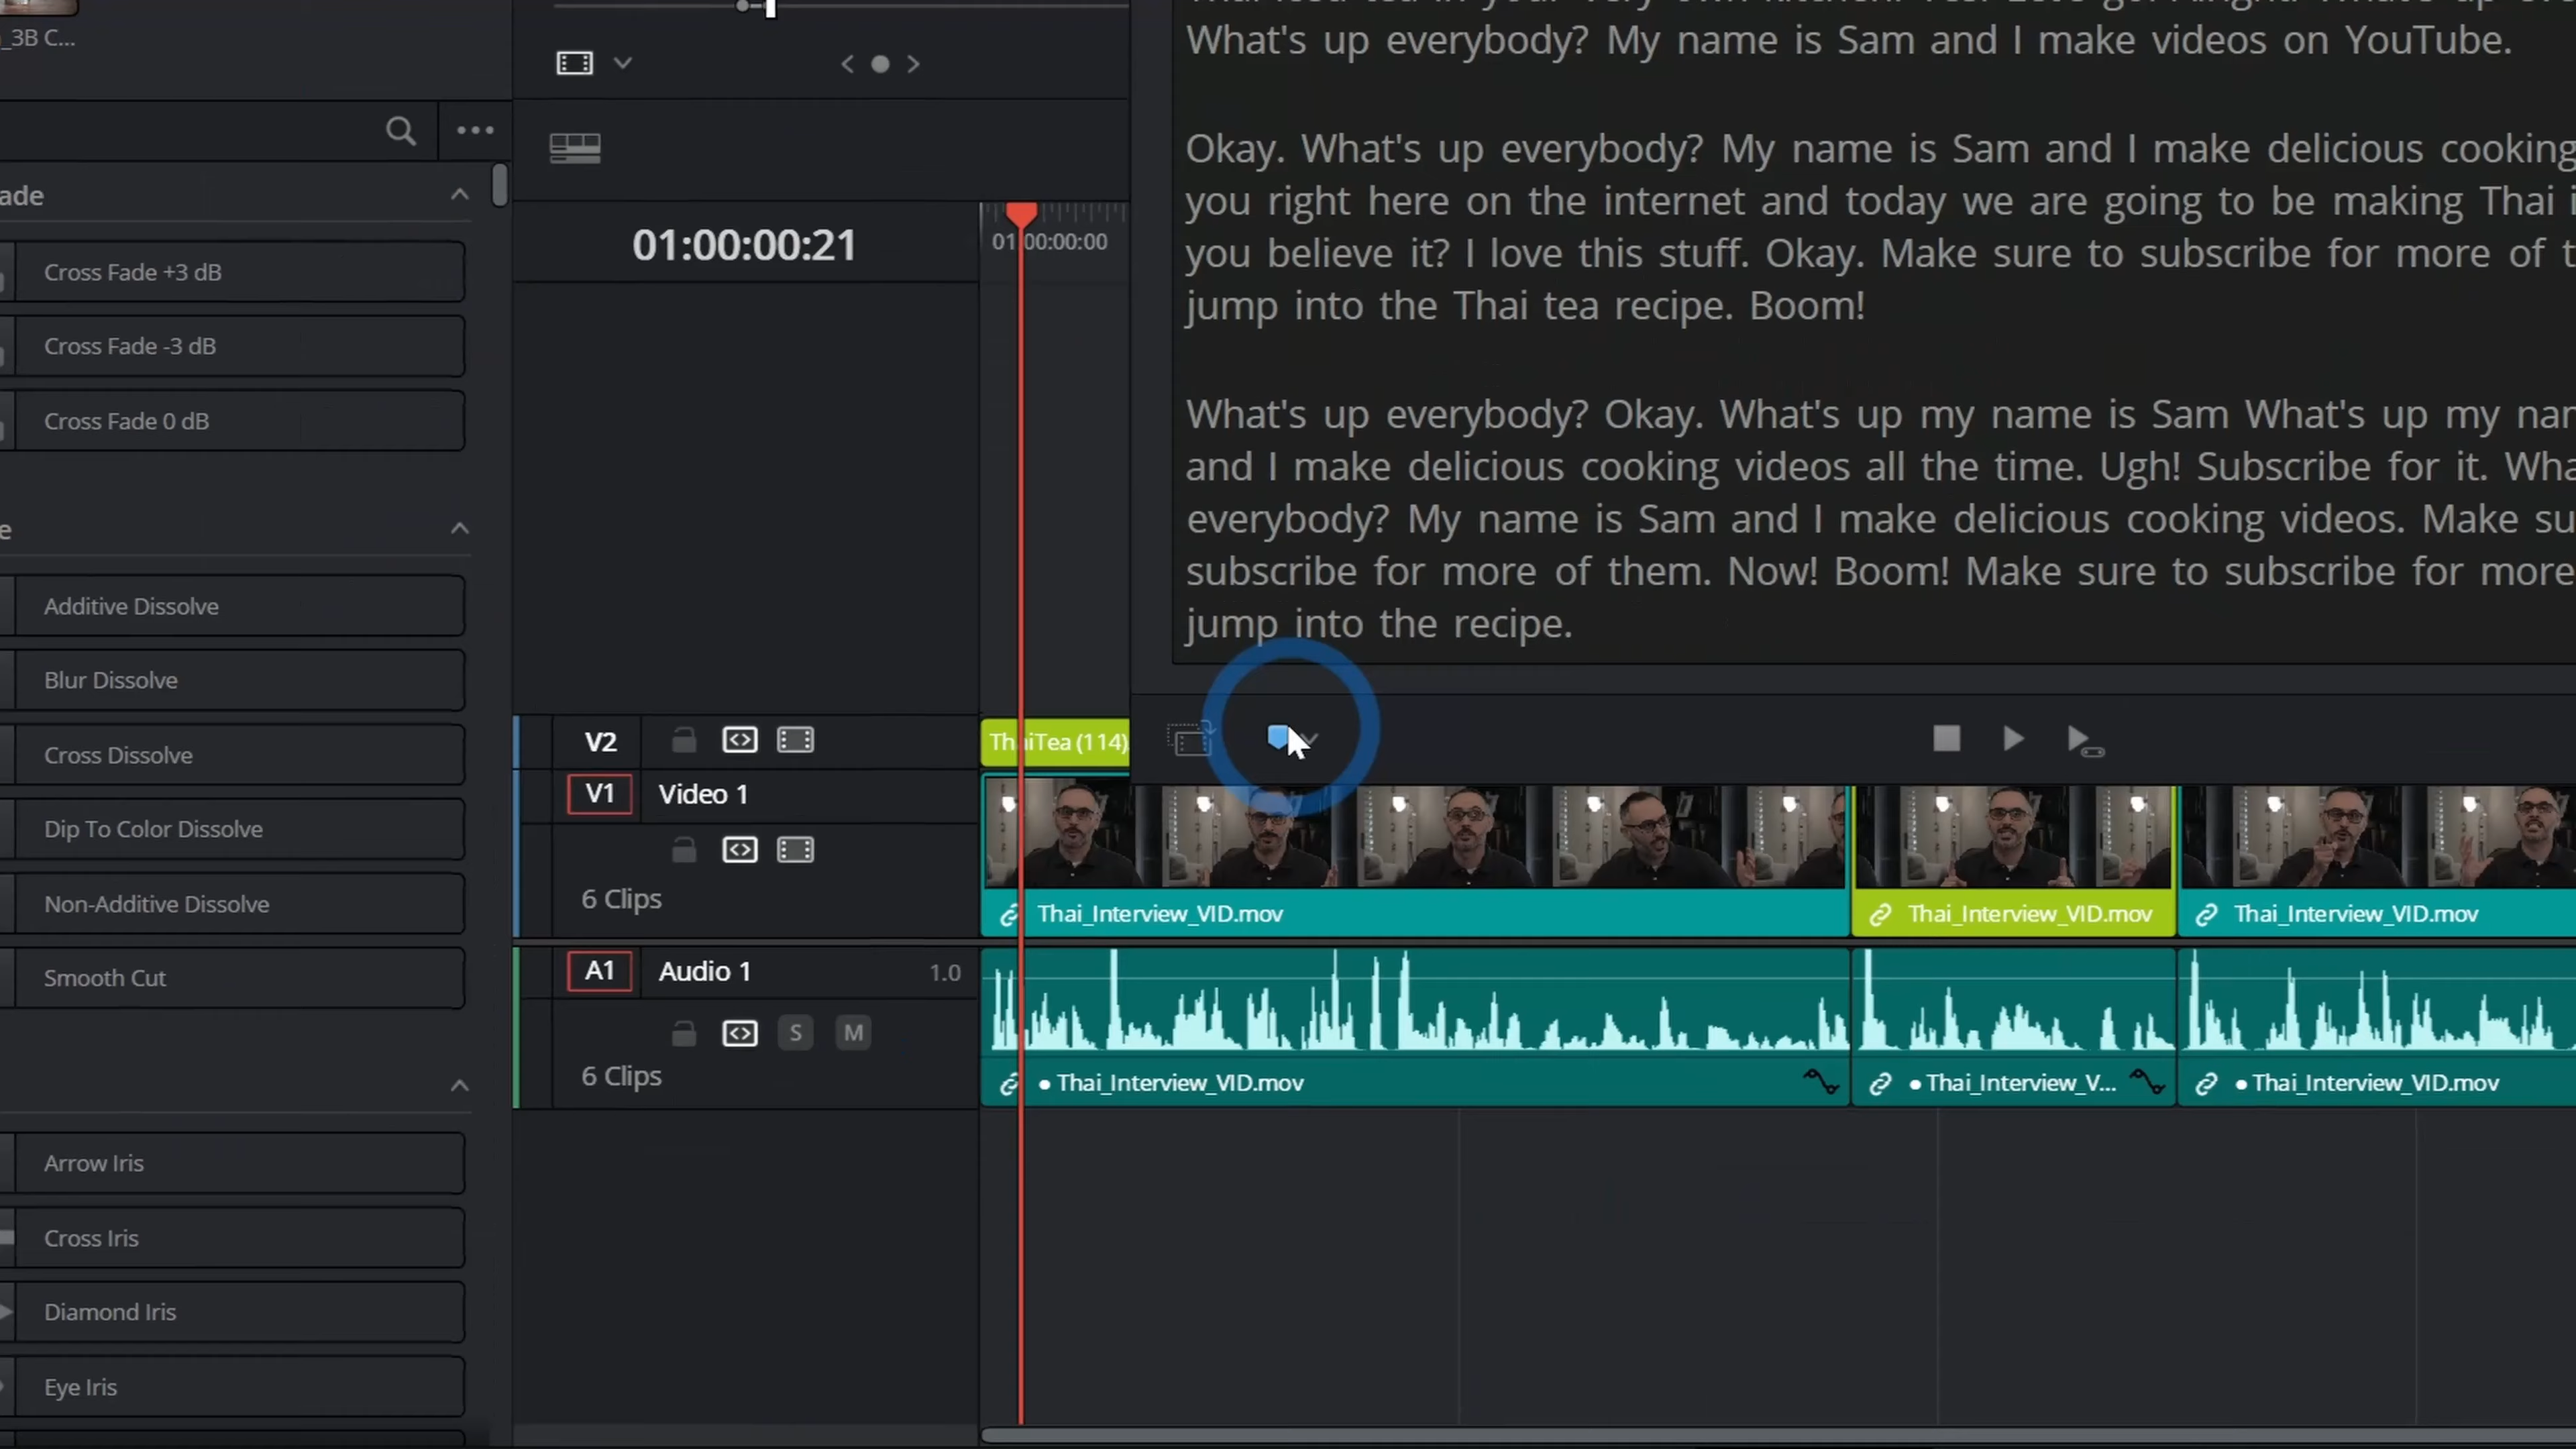 _3B C...
What's up everybody? My name is Sam and I make videos on YouTube.
Okay. What's up everybody? My name is Sam and I make delicious cooking
you right here on the internet and today we are going to be making Thai
you believe it? I love this stuff. Okay. Make sure to subscribe for more of
jump into the Thai tea recipe. Boom!
What's up everybody? Okay. What's up my name is Sam What's up my
and I make delicious cooking videos all the time. Ugh! Subscribe for it.
everybody? My name is Sam and I make delicious cooking videos. Make
subscribe for more of them. Now! Boom! Make sure to subscribe for more
jump into the recipe.
ade
Cross Fade +3 dB
Cross Fade -3 dB
Cross Fade 0 dB
e
Additive Dissolve
Blur Dissolve
Cross Dissolve
Dip To Color Dissolve
Non-Additive Dissolve
Smooth Cut
Arrow Iris
Cross Iris
Diamond Iris
Eye Iris
01:00:00:21
01:00:00:00
V2
ThaiTea (114)
V1 Video 1
6 Clips
Thai_Interview_VID.mov
Thai_Interview_VID.mov
Thai_Interview_VID.mov
A1 Audio 1 1.0
S M
6 Clips
Thai_Interview_VID.mov
Thai_Interview_V...
Thai_Interview_VID.mov